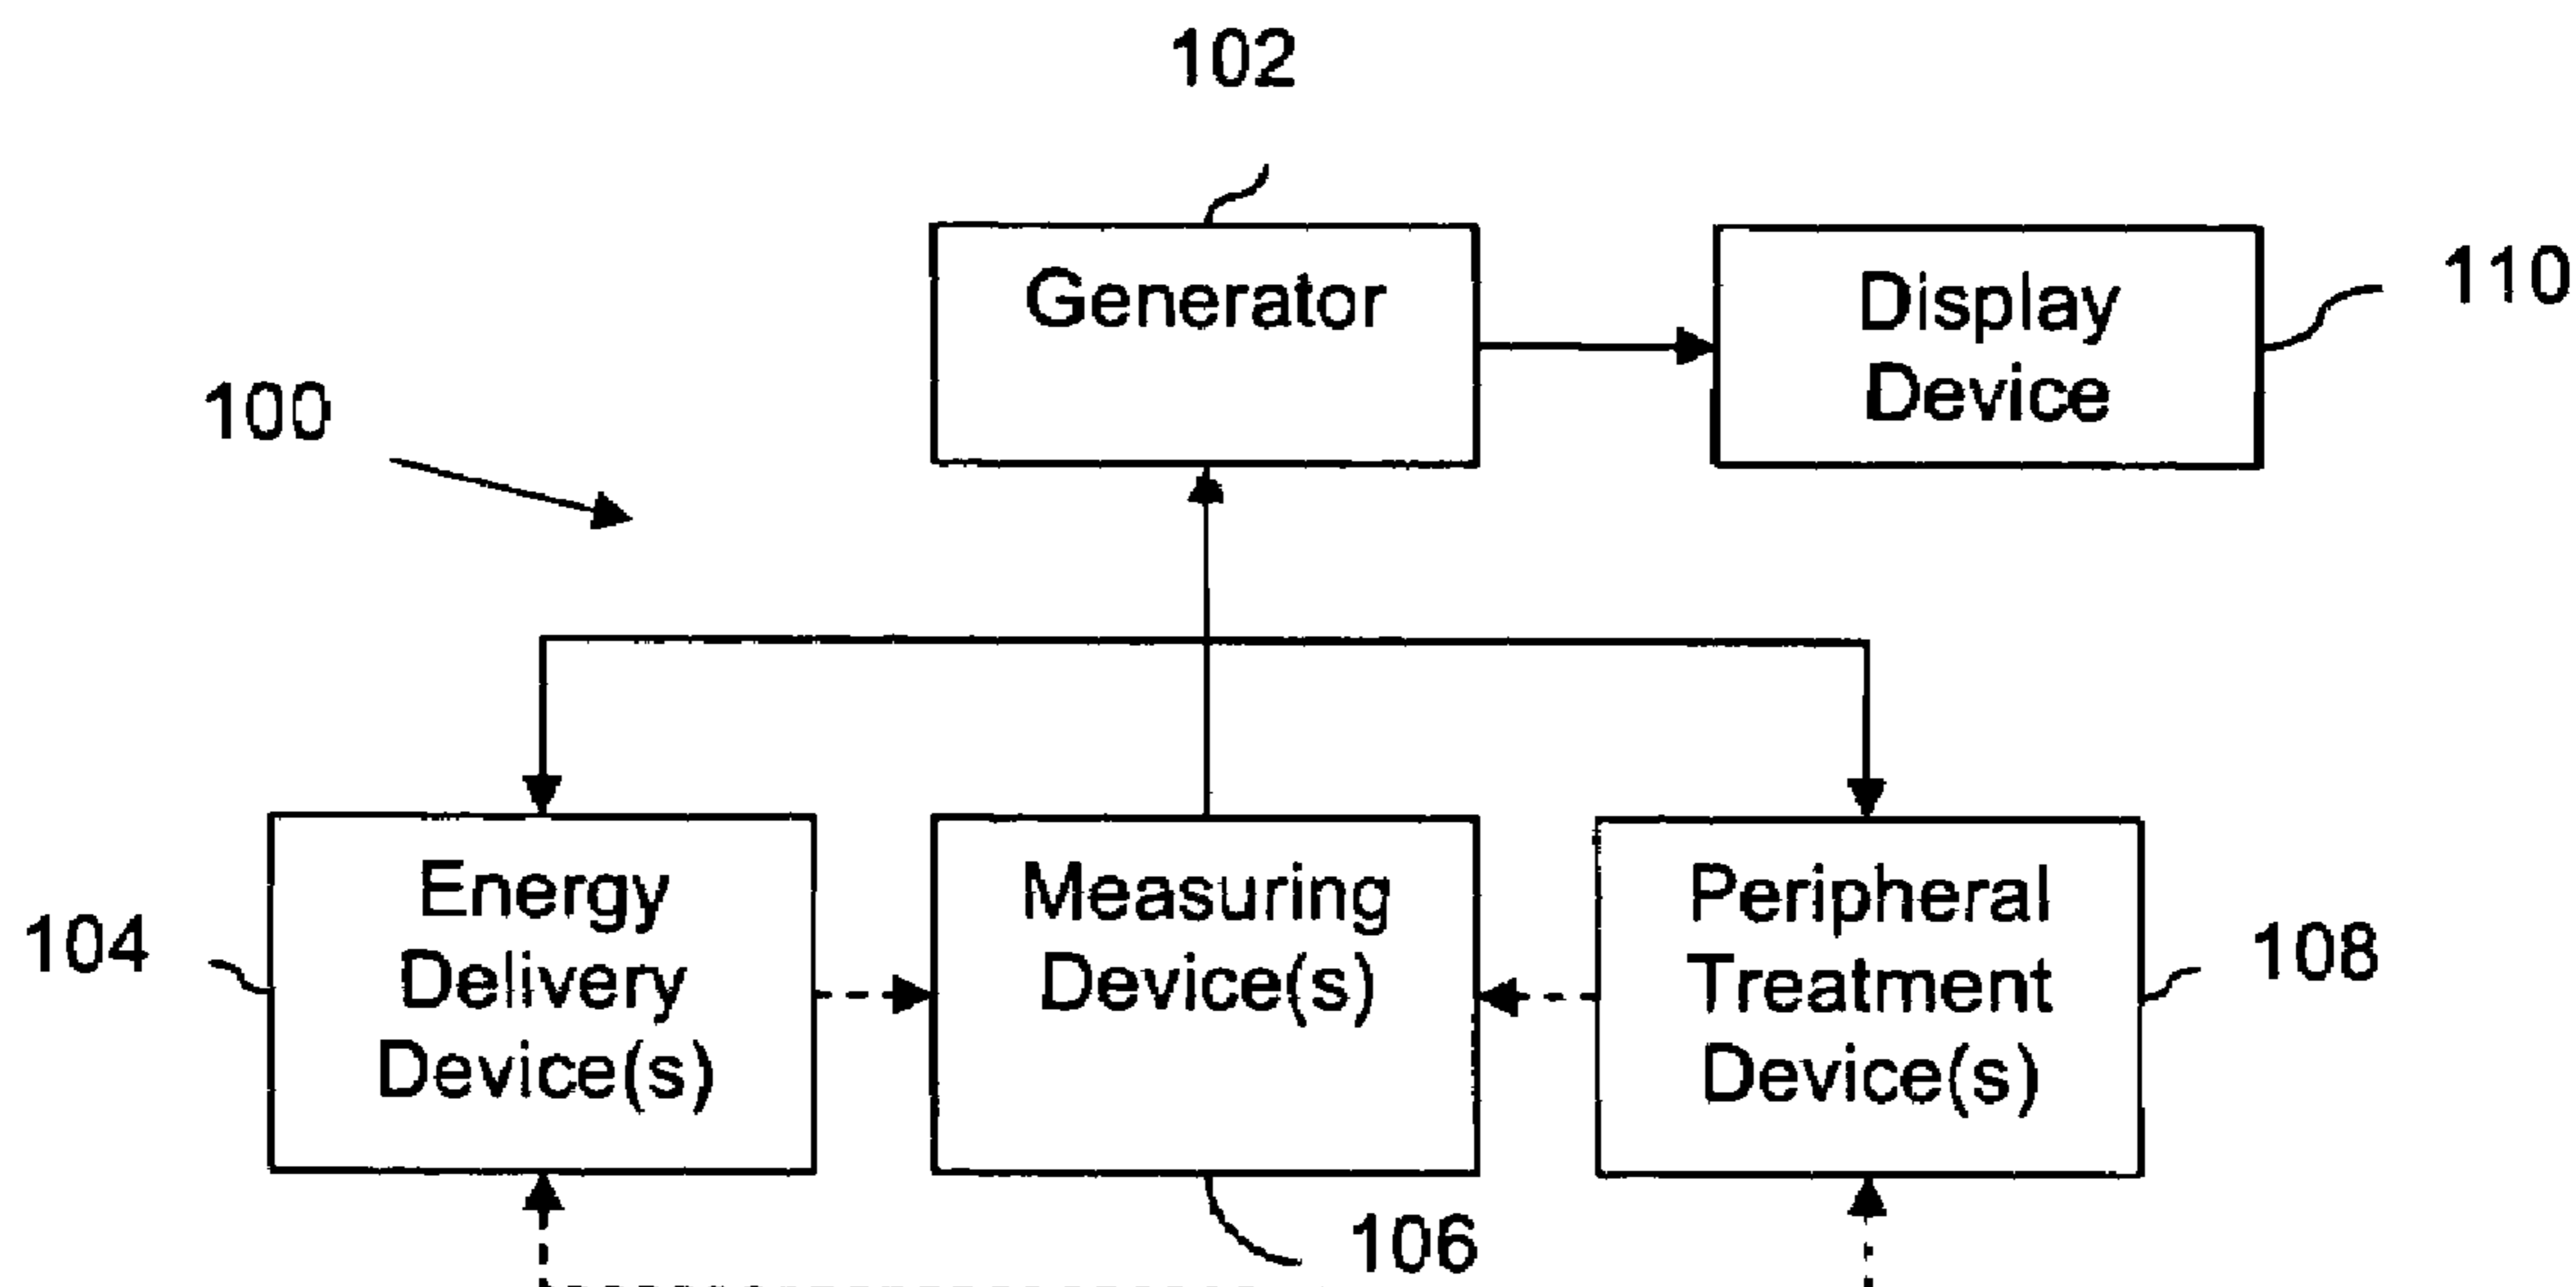 102
Generator
Display
Device
110
100
Energy
Delivery
Device(s)
Measuring
Device(s)
Peripheral
Treatment
Device(s)
104
108
106